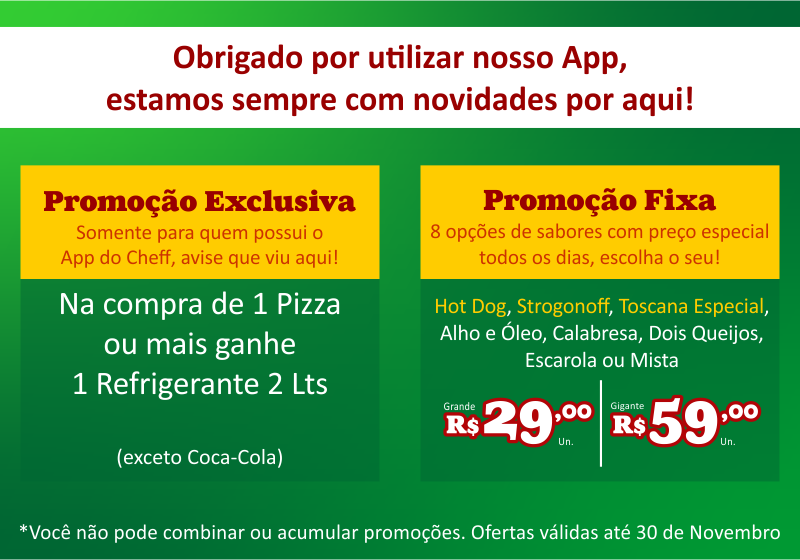 Obrigado por utilizar nosso App,
estamos sempre com novidades por aqui!
Promoção Exclusiva
Somente para quem possui o
App do Cheff, avise que viu aqui!
Na compra de 1 Pizza
ou mais ganhe
1 Refrigerante 2 Lts
(exceto Coca-Cola)
Promoção Fixa
8 opções de sabores com preço especial
todos os dias, escolha o seu!
Hot Dog, Strogonoff, Toscana Especial,
Alho e Óleo, Calabresa, Dois Queijos,
Escarola ou Mista
Grande
R$29,00
Un.
Gigante
R$59,00
Un.
*Você não pode combinar ou acumular promoções. Ofertas válidas até 30 de Novembro